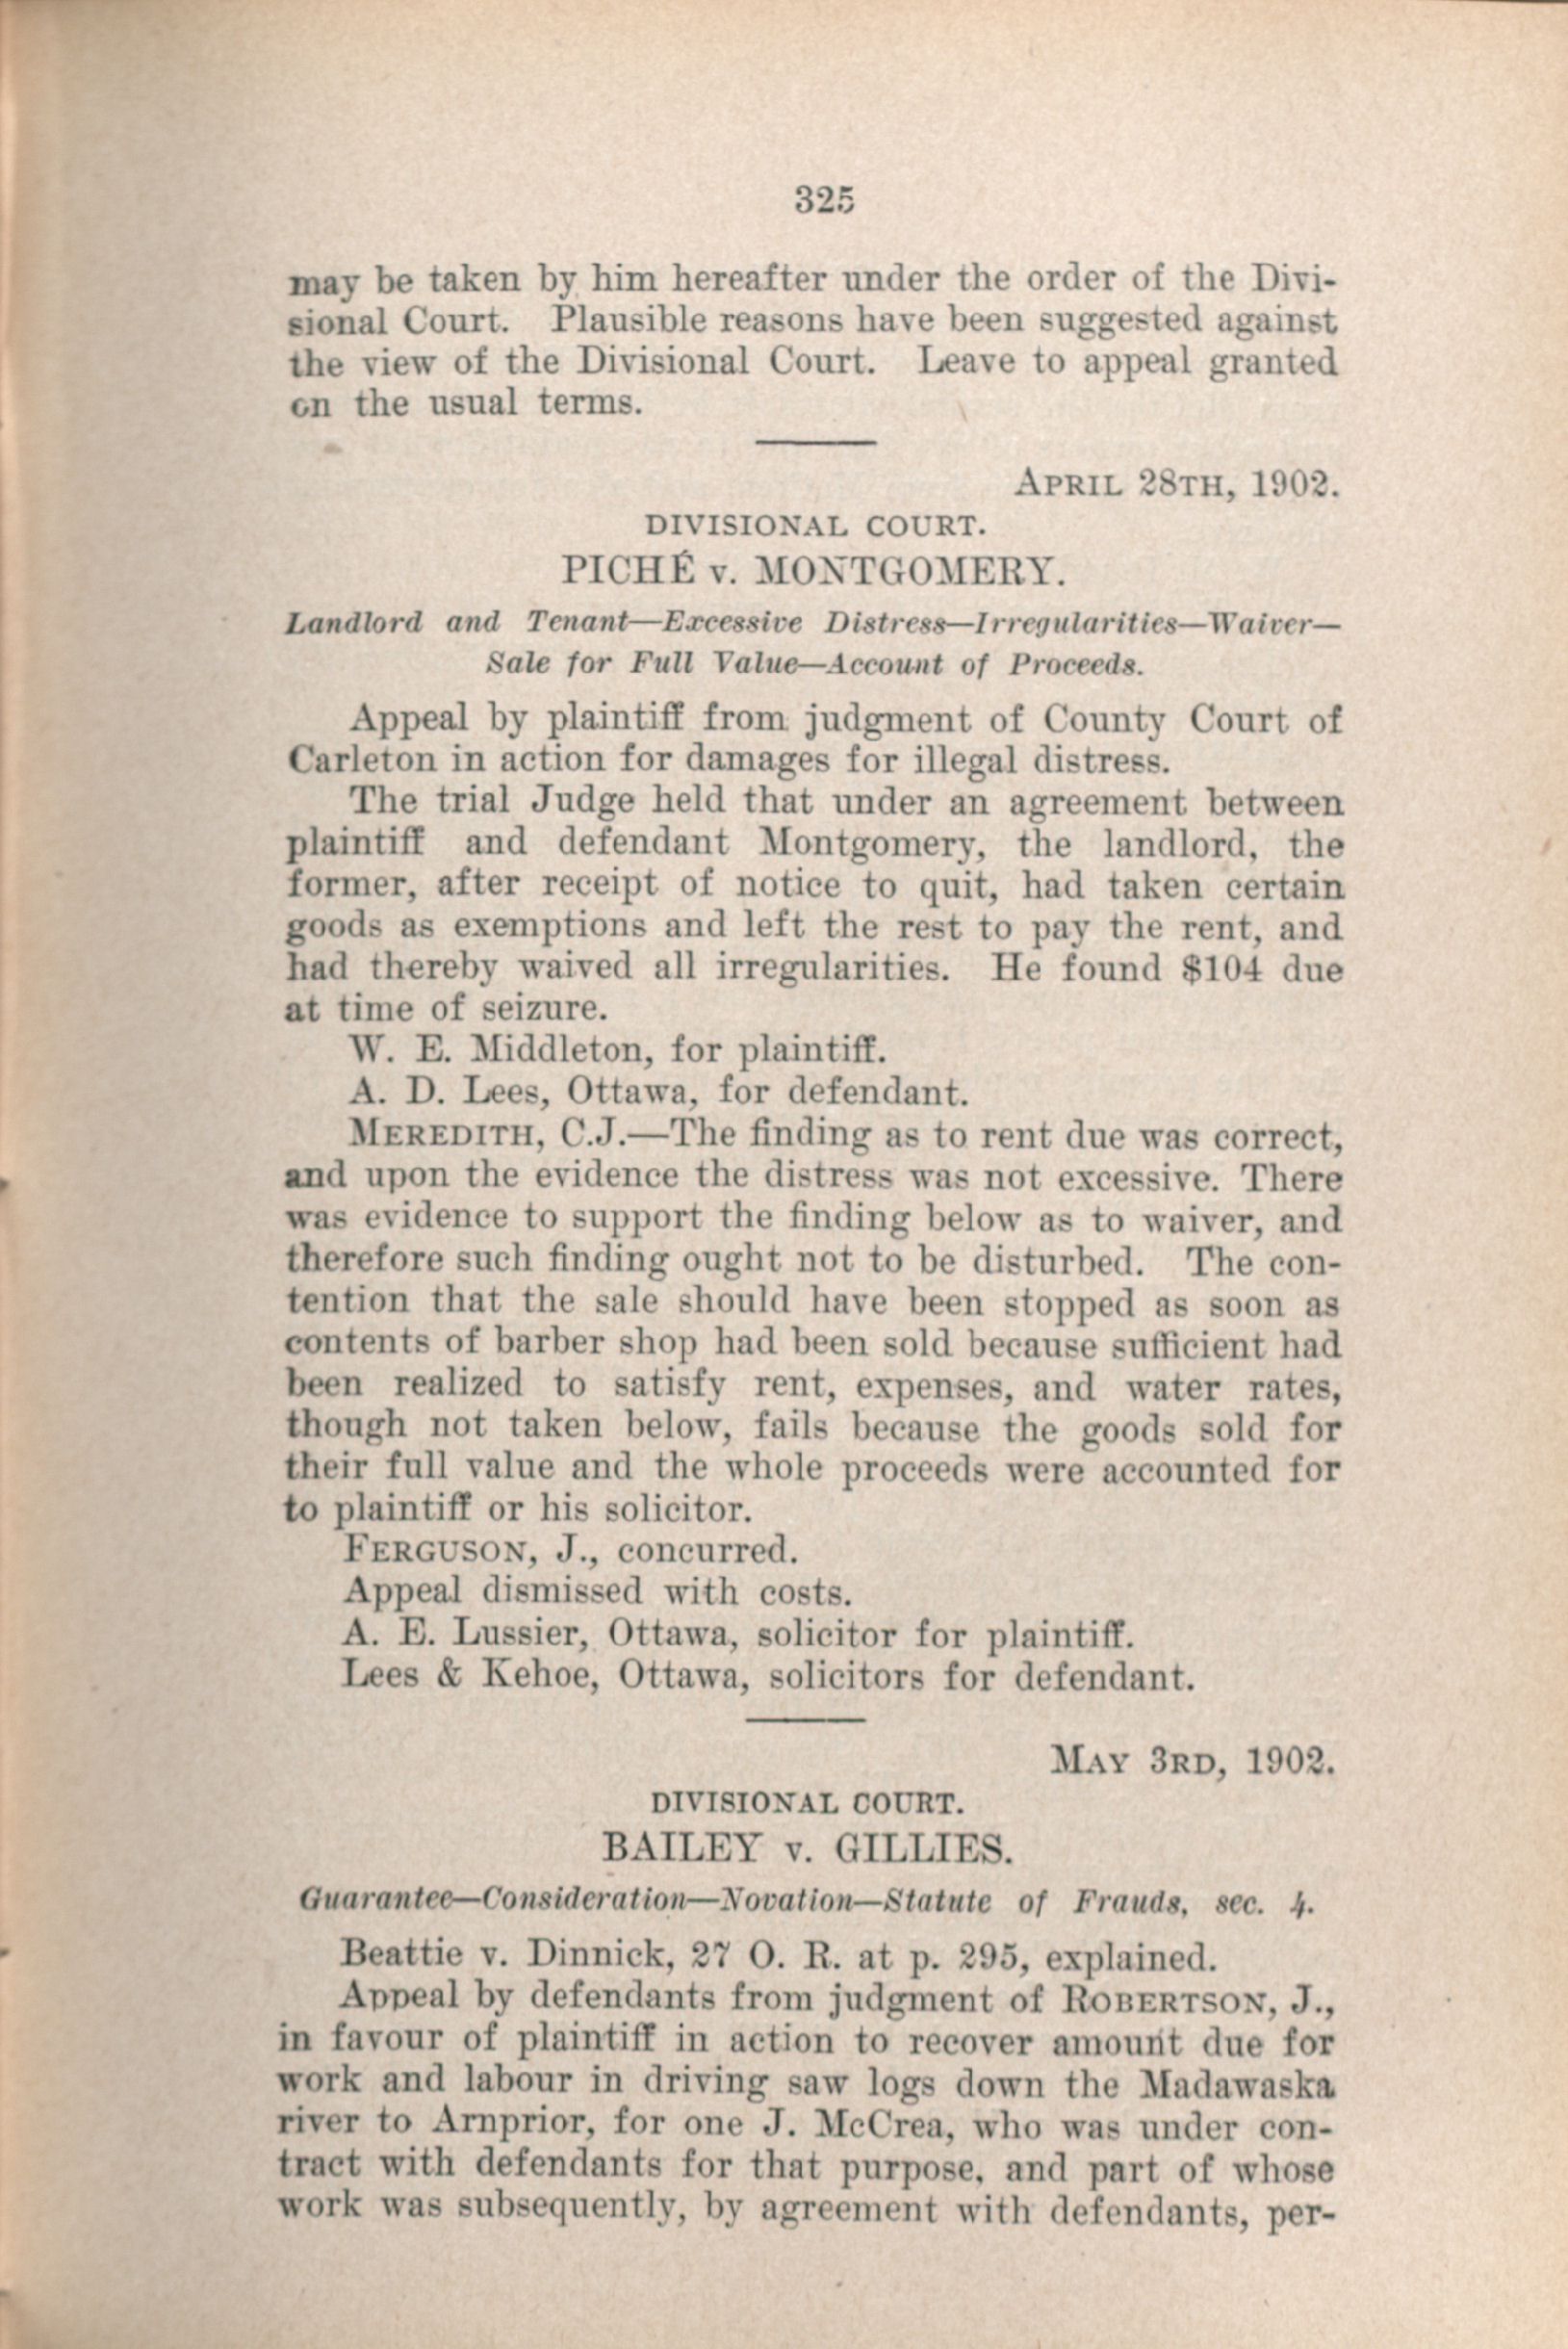 325
may be taken by him hereafter under the order of the Divi-
sional Court. Plausible reasons have been suggested against
the view of the Divisional Court. Leave to appeal granted
on the usual terms.
APRIL 28TH, 1902.
DIVISIONAL COURT.
PICHÉ v. MONTGOMERY.
Landlord and Tenant—Excessive Distress—Irregularities—Waiver—
Sale for Full Value—Account of Proceeds.
Appeal by plaintiff from judgment of County Court of
Carleton in action for damages for illegal distress.
The trial Judge held that under an agreement between
plaintiff and defendant Montgomery, the landlord, the
former, after receipt of notice to quit, had taken certain
goods as exemptions and left the rest to pay the rent, and
had thereby waived all irregularities. He found $104 due
at time of seizure.
W. E. Middleton, for plaintiff.
A. D. Lees, Ottawa, for defendant.
MEREDITH, C.J.—The finding as to rent due was correct,
and upon the evidence the distress was not excessive. There
was evidence to support the finding below as to waiver, and
therefore such finding ought not to be disturbed. The con-
tention that the sale should have been stopped as soon as
contents of barber shop had been sold because sufficient had
been realized to satisfy rent, expenses, and water rates,
though not taken below, fails because the goods sold for
their full value and the whole proceeds were accounted for
to plaintiff or his solicitor.
FERGUSON, J., concurred.
Appeal dismissed with costs.
A. E. Lussier, Ottawa, solicitor for plaintiff.
Lees & Kehoe, Ottawa, solicitors for defendant.
MAY 3RD, 1902.
DIVISIONAL COURT.
BAILEY v. GILLIES.
Guarantee—Consideration—Novation—Statute of Frauds, sec. 4.
Beattie v. Dinnick, 27 O. R. at p. 295, explained.
Appeal by defendants from judgment of ROBERTSON, J.,
in favour of plaintiff in action to recover amount due for
work and labour in driving saw logs down the Madawaska
river to Arnprior, for one J. McCrea, who was under con-
tract with defendants for that purpose, and part of whose
work was subsequently, by agreement with defendants, per-